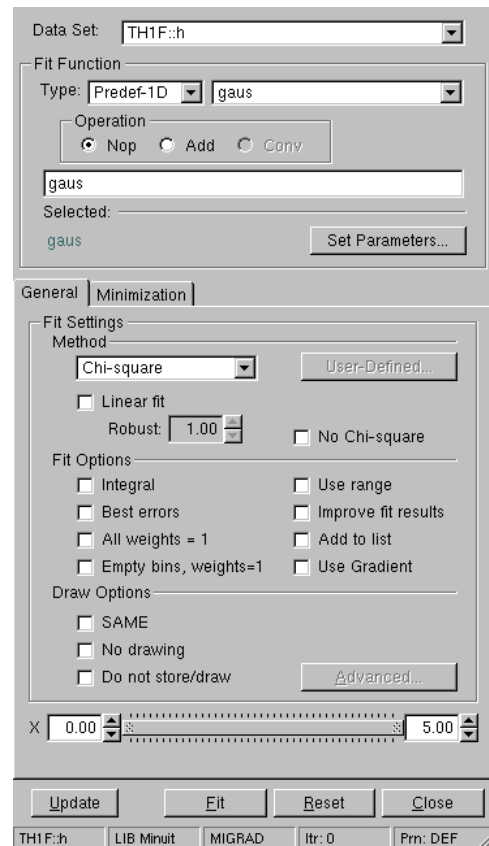 Data Set: TH1F::h
Fit Function
Type: Predef-1D gaus
Operation
Nop Add Conv
gaus
Selected:
gaus Set Parameters...
General Minimization
Fit Settings
Method
Chi-square User-Defined...
Linear fit
Robust: 1.00
No Chi-square
Fit Options
Integral Use range
Best errors Improve fit results
All weights = 1 Add to list
Empty bins, weights=1 Use Gradient
Draw Options
SAME
No drawing
Do not store/draw Advanced...
X 0.00 5.00
Update Fit Reset Close
TH1F::h LIB Minuit MIGRAD Itr: 0 Prn: DEF